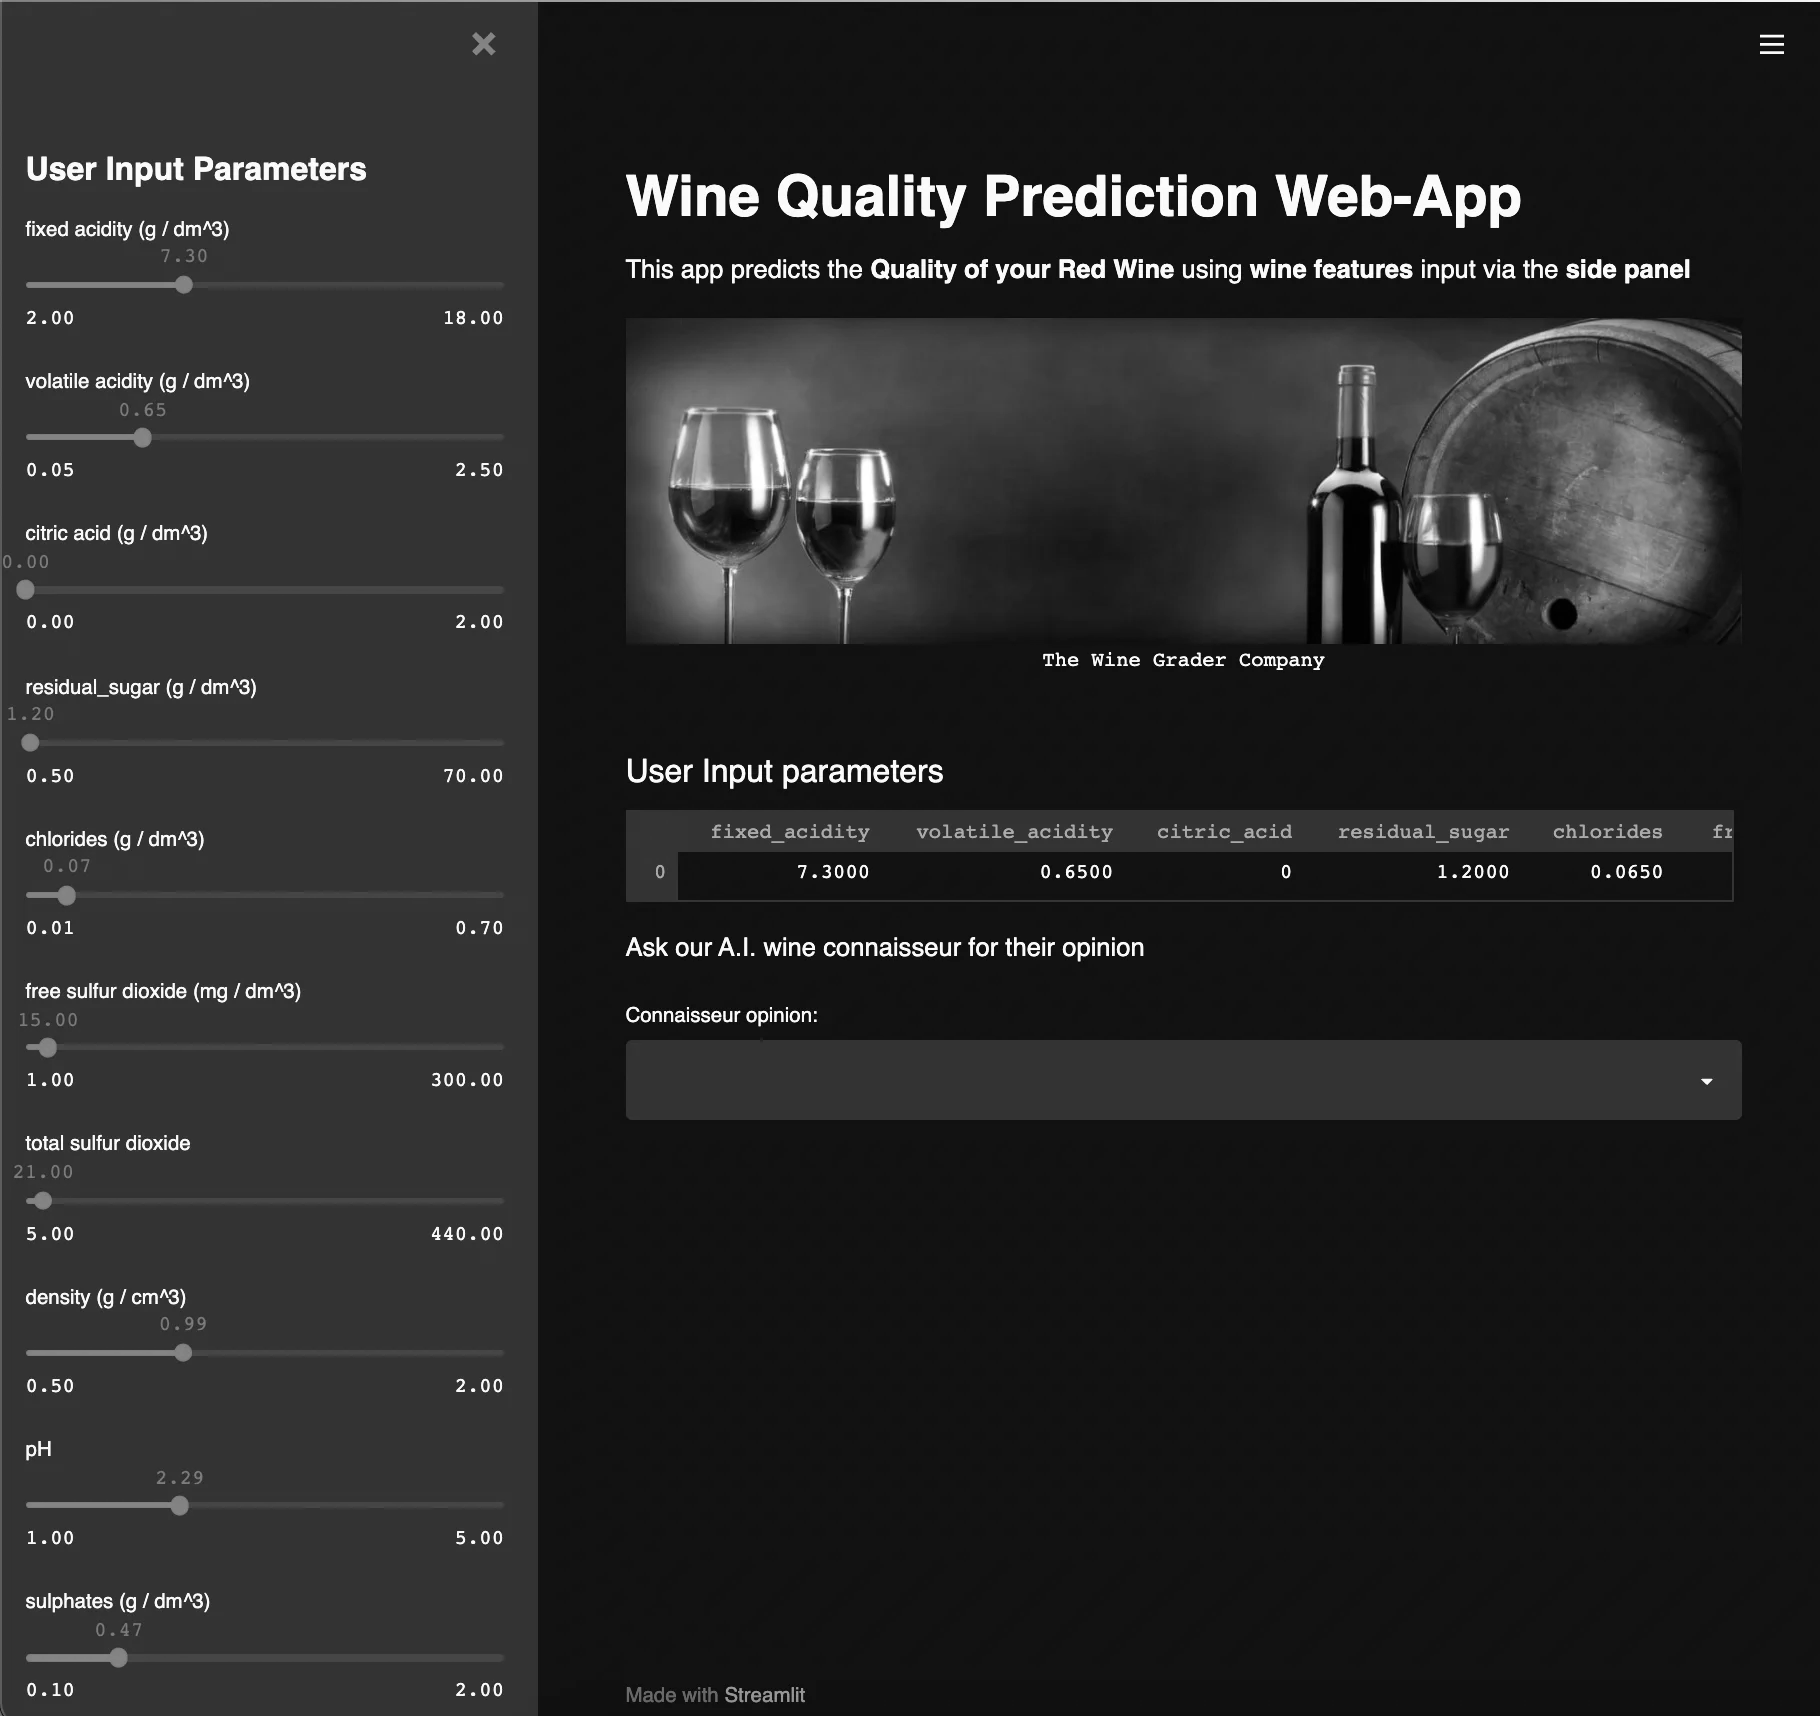 User Input Parameters
fixed acidity (g / dm^3)
7.30
2.00 18.00
volatile acidity (g / dm^3)
0.65
0.05 2.50
citric acid (g / dm^3)
0.00
0.00 2.00
residual_sugar (g / dm^3)
1.20
0.50 70.00
chlorides (g / dm^3)
0.07
0.01 0.70
free sulfur dioxide (mg / dm^3)
15.00
1.00 300.00
total sulfur dioxide
21.00
5.00 440.00
density (g / cm^3)
0.99
0.50 2.00
pH
2.29
1.00 5.00
sulphates (g / dm^3)
0.47
0.10 2.00
Wine Quality Prediction Web-App
This app predicts the Quality of your Red Wine using wine features input via the side panel
The Wine Grader Company
User Input parameters
fixed_acidity volatile_acidity citric_acid residual_sugar chlorides fr
0 7.3000 0.6500 0 1.2000 0.0650
Ask our A.I. wine connaisseur for their opinion
Connaisseur opinion:
Made with Streamlit